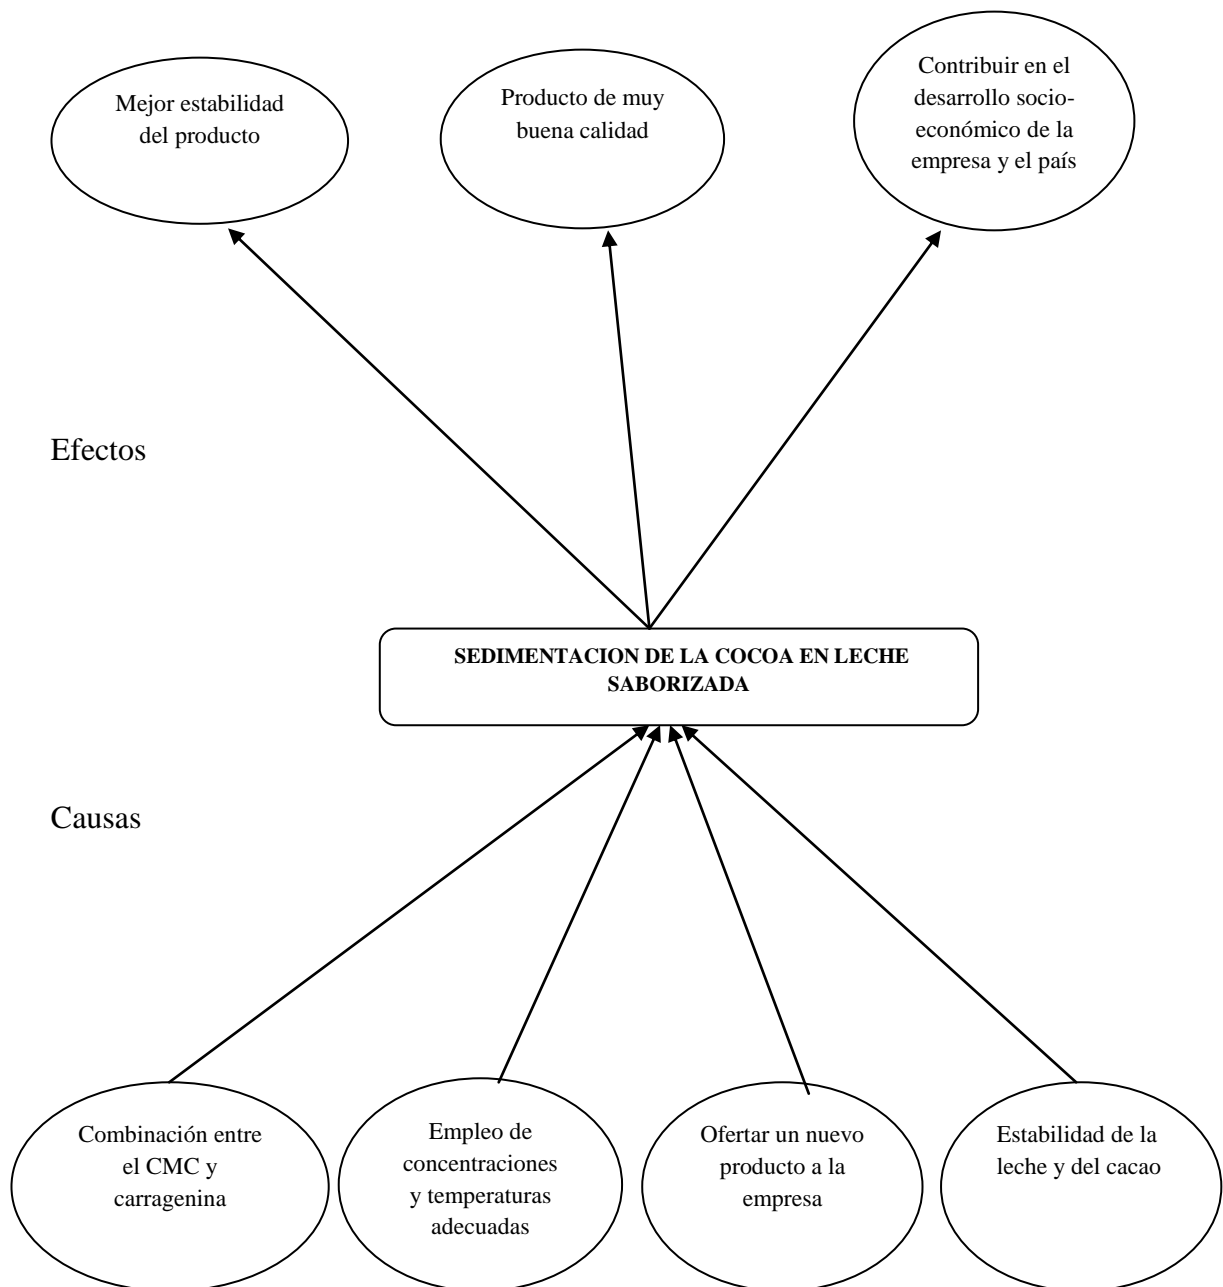 Mejor estabilidad
del producto
Producto de muy
buena calidad
Contribuir en el
desarrollo socio-
económico de la
empresa y el país
Efectos
SEDIMENTACION DE LA COCOA EN LECHE
SABORIZADA
Causas
Combinación entre
el CMC y
carragenina
Empleo de
concentraciones
y temperaturas
adecuadas
Ofertar un nuevo
producto a la
empresa
Estabilidad de la
leche y del cacao